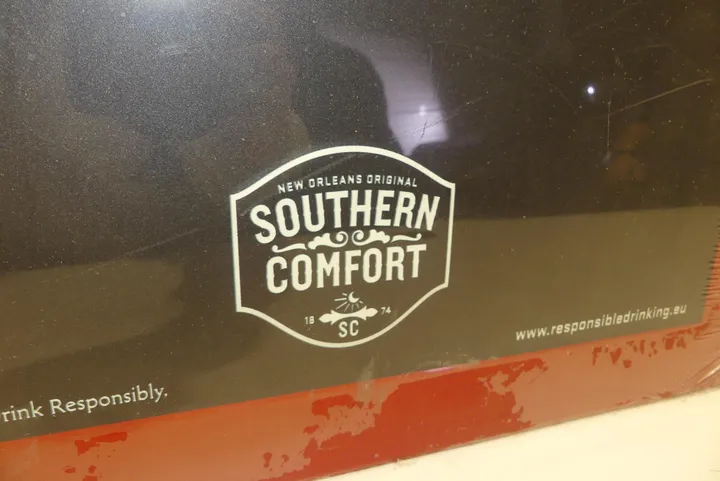 NEW ORLEANS ORIGINAL
SOUTHERN
COMFORT
18 74
SC
www.responsibledrinking.eu
rink Responsibly.